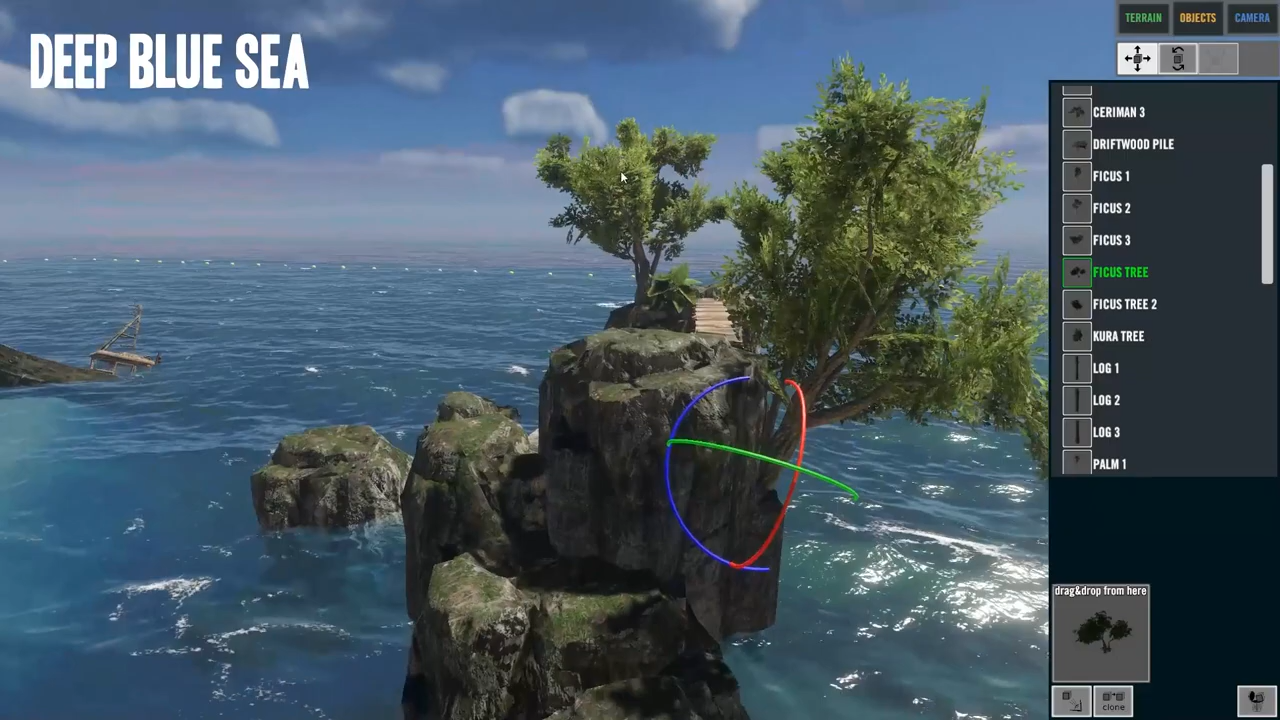 DEEP BLUE SEA
TERRAIN
OBJECTS
CAMERA
CERIMAN 3
DRIFTWOOD PILE
FICUS 1
FICUS 2
FICUS 3
FICUS TREE
FICUS TREE 2
KURA TREE
LOG 1
LOG 2
LOG 3
PALM 1
drag&drop from here
clone